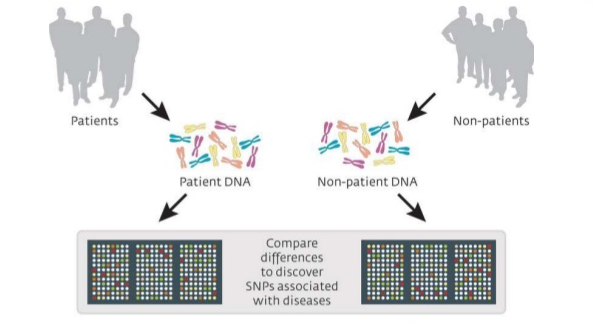 Patients
Non-patients
Patient DNA
Non-patient DNA
Compare
differences
to discover
SNPs associated
with diseases